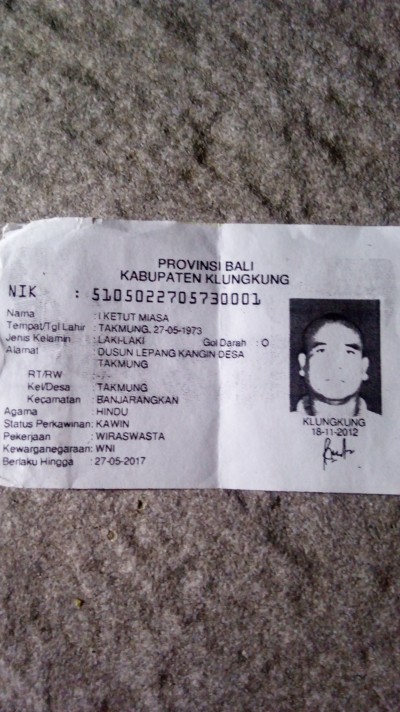 PROVINSI BALI
KABUPATEN KLUNGKUNG
NIK : 5105022705730001
Nama : I KETUT MIASA
Tempat/Tgl Lahir : TAKMUNG, 27-05-1973
Jenis Kelamin : LAKI-LAKI Gol Darah : O
Alamat : DUSUN LEPANG KANGIN DESA
TAKMUNG
RT/RW : - / -
Kel/Desa : TAKMUNG
Kecamatan : BANJARANGKAN
Agama : HINDU
Status Perkawinan: KAWIN
Pekerjaan : WIRASWASTA
Kewarganegaraan: WNI
Berlaku Hingga : 27-05-2017
KLUNGKUNG
18-11-2012